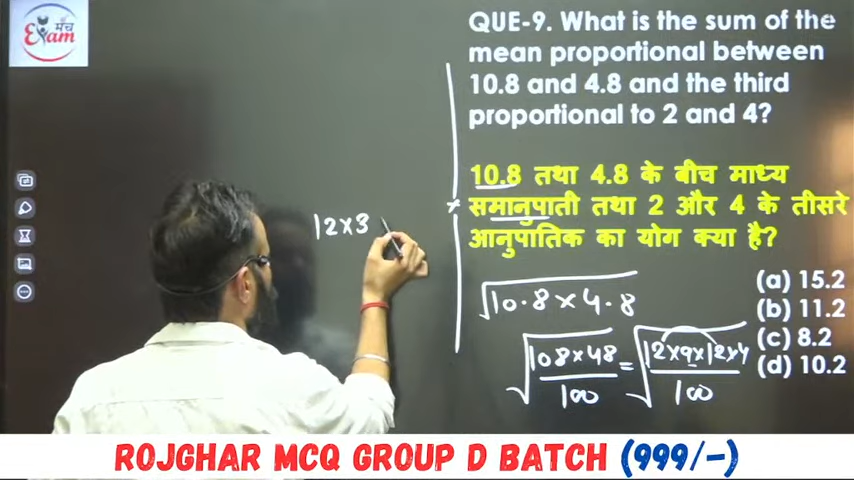 मंच
Exam
QUE-9. What is the sum of the
mean proportional between
10.8 and 4.8 and the third
proportional to 2 and 4?
10.8 तथा 4.8 के बीच माध्य
समानुपाती तथा 2 और 4 के तीसरे
आनुपातिक का योग क्या है?
12×3
√10.8×4.8
√108×48/100 = √12×9×12×4/100
(a) 15.2
(b) 11.2
(c) 8.2
(d) 10.2
ROJGHAR MCQ GROUP D BATCH (999/-)